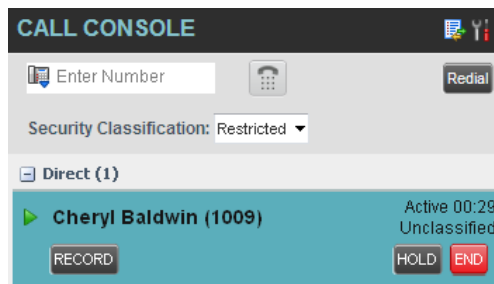 CALL CONSOLE
Enter Number
Redial
Security Classification: Restricted
Direct (1)
Cheryl Baldwin (1009)
Active 00:29
Unclassified
RECORD
HOLD
END